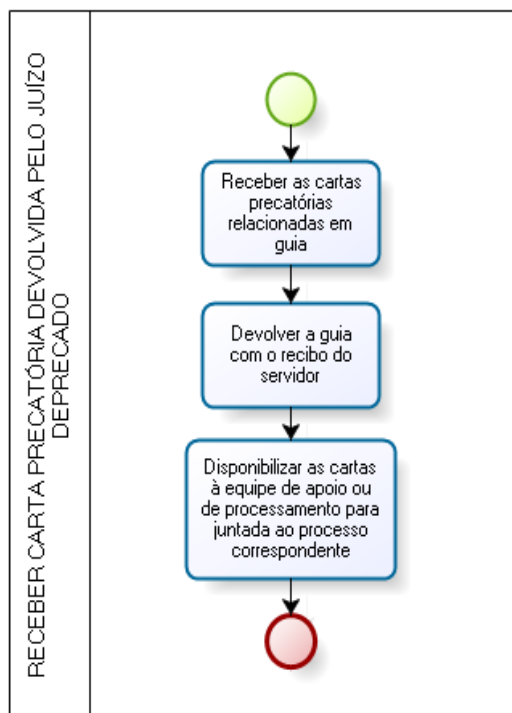 RECEBER CARTA PRECATÓRIA DEVOLVIDA PELO JUÍZO
DEPRECADO
Receber as cartas
precatórias
relacionadas em
guia
Devolver a guia
com o recibo do
servidor
Disponibilizar as cartas
à equipe de apoio ou
de processamento para
juntada ao processo
correspondente